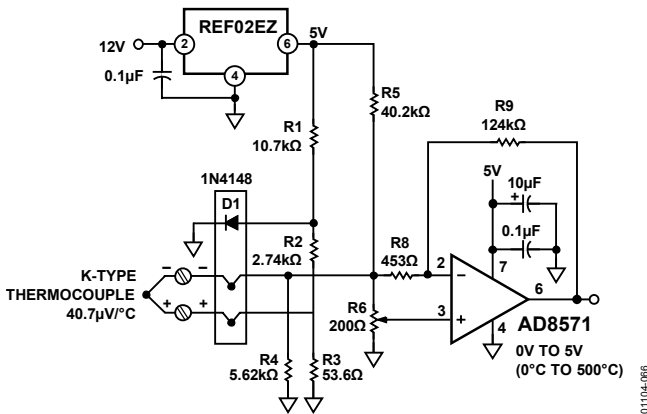 REF02EZ
12V
2
6
5V
4
0.1µF
R5
40.2kΩ
R9
124kΩ
R1
10.7kΩ
1N4148
D1
5V
10µF
+
0.1µF
R2
2.74kΩ
K-TYPE
THERMOCOUPLE
40.7µV/°C
–
–
+
+
R8
453Ω
2
–
7
6
R6
200Ω
3
+
4
AD8571
0V TO 5V
(0°C TO 500°C)
R4
5.62kΩ
R3
53.6Ω
01104-066